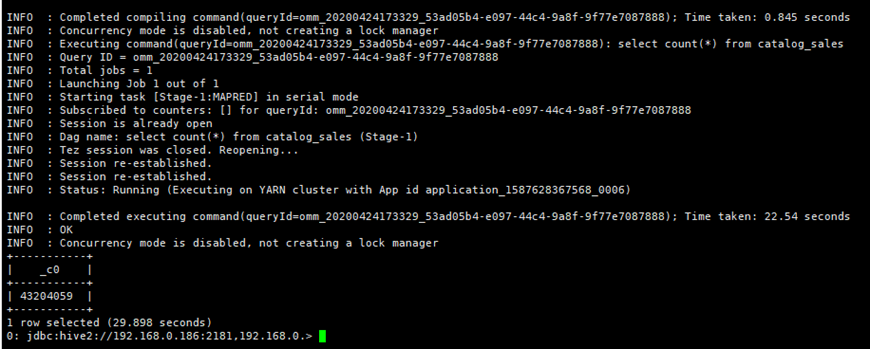 INFO  : Completed compiling command(queryId=omm_20200424173329_53ad05b4-e097-44c4-9a8f-9f77e7087888); Time taken: 0.845 seconds
INFO  : Concurrency mode is disabled, not creating a lock manager
INFO  : Executing command(queryId=omm_20200424173329_53ad05b4-e097-44c4-9a8f-9f77e7087888): select count(*) from catalog_sales
INFO  : Query ID = omm_20200424173329_53ad05b4-e097-44c4-9a8f-9f77e7087888
INFO  : Total jobs = 1
INFO  : Launching Job 1 out of 1
INFO  : Starting task [Stage-1:MAPRED] in serial mode
INFO  : Subscribed to counters: [] for queryId: omm_20200424173329_53ad05b4-e097-44c4-9a8f-9f77e7087888
INFO  : Session is already open
INFO  : Dag name: select count(*) from catalog_sales (Stage-1)
INFO  : Tez session was closed. Reopening...
INFO  : Session re-established.
INFO  : Session re-established.
INFO  : Status: Running (Executing on YARN cluster with App id application_1587628367568_0006)
INFO  : Completed executing command(queryId=omm_20200424173329_53ad05b4-e097-44c4-9a8f-9f77e7087888); Time taken: 22.54 seconds
INFO  : OK
INFO  : Concurrency mode is disabled, not creating a lock manager
+-----------+
|    _c0    |
+-----------+
| 43204059  |
+-----------+
1 row selected (29.898 seconds)
0: jdbc:hive2://192.168.0.186:2181,192.168.0.>